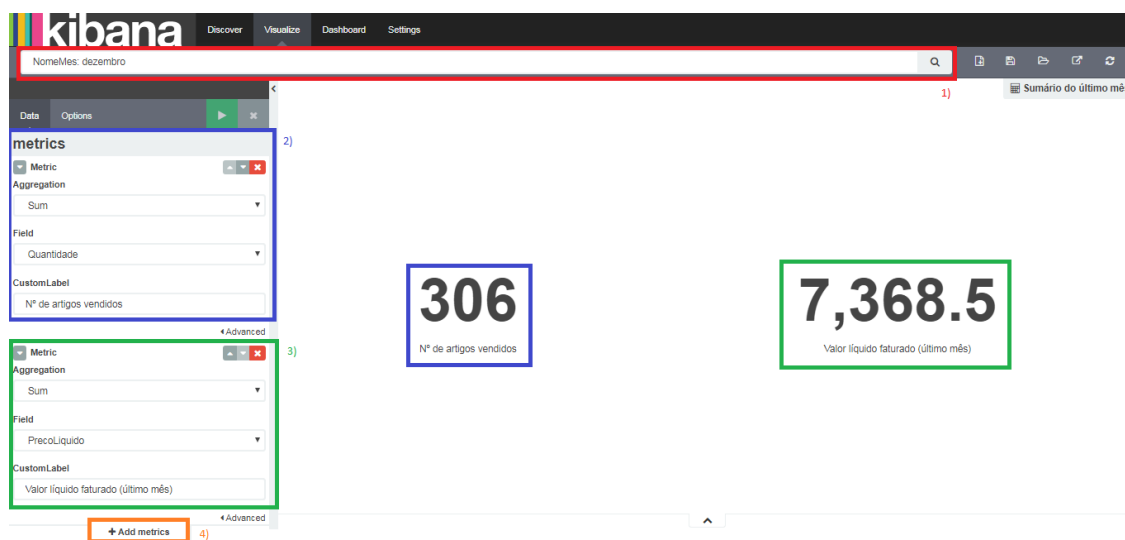 kibana
Discover Visualize Dashboard Settings
NomeMes: dezembro
1)
Sumário do último mê
Data Options
metrics
2)
Metric
Aggregation
Sum
Field
Quantidade
CustomLabel
Nº de artigos vendidos
Advanced
306
Nº de artigos vendidos
7,368.5
Valor líquido faturado (último mês)
Metric
3)
Aggregation
Sum
Field
PrecoLiquido
CustomLabel
Valor líquido faturado (último mês)
Advanced
+ Add metrics
4)